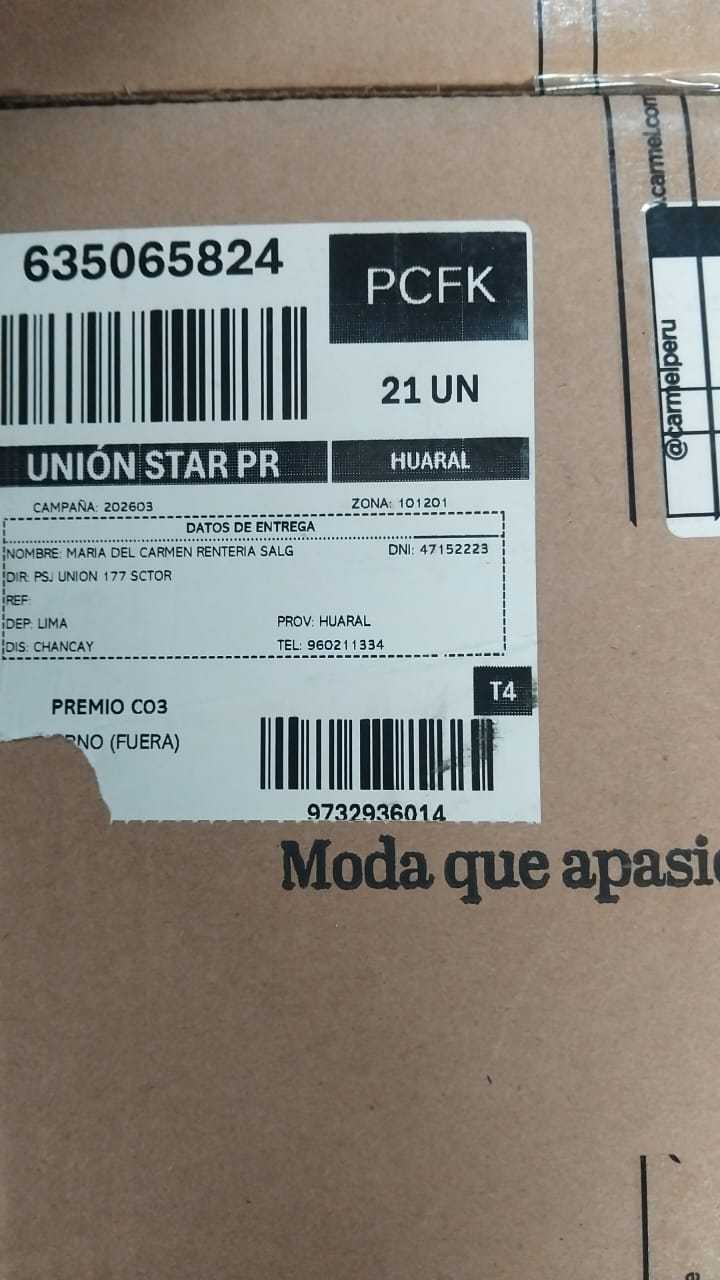 635065824
PCFK
21 UN
UNIÓN STAR PR
HUARAL
CAMPAÑA: 202603
ZONA: 101201
DATOS DE ENTREGA
NOMBRE: MARIA DEL CARMEN RENTERIA SALG
DNI: 47152223
DIR: PSJ UNION 177 SCTOR
REF:
DEP: LIMA
PROV: HUARAL
DIS: CHANCAY
TEL: 960211334
T4
PREMIO C03
(FUERA)
9732936014
Moda que
.carmel.com
@carmelperu